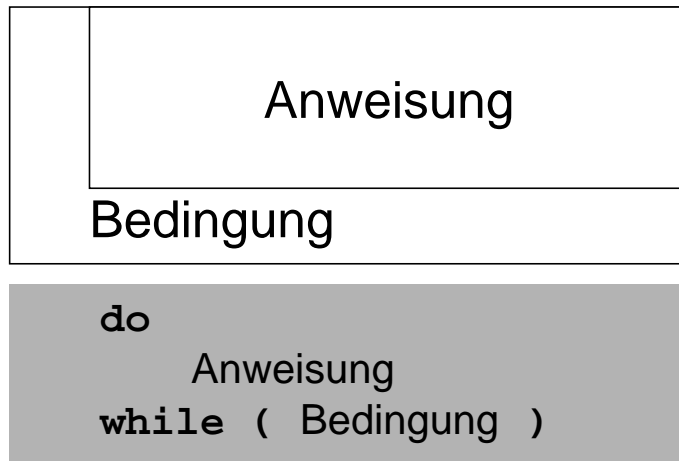 Anweisung
Bedingung
do
Anweisung
while ( Bedingung )